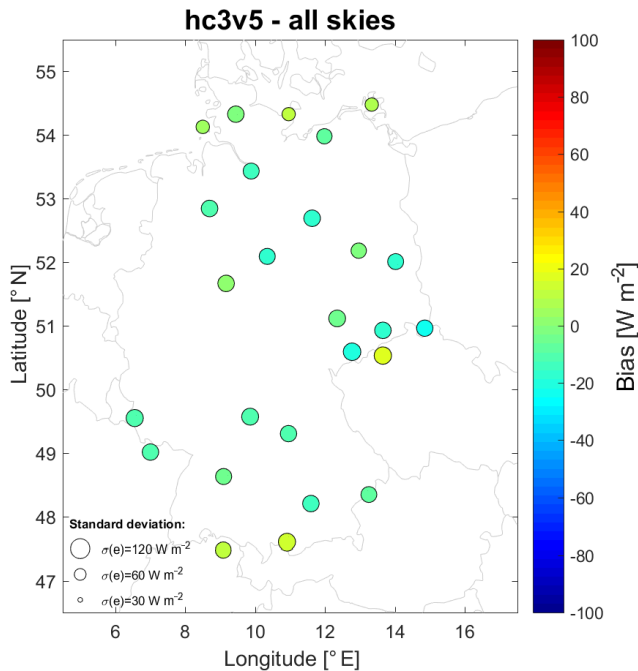 hc3v5 - all skies
55
54
53
52
51
50
49
48
47
Latitude [°N]
Standard deviation:
σ(e)=120 W m-2
σ(e)=60 W m-2
σ(e)=30 W m-2
6 8 10 12 14 16
Longitude [°E]
100
80
60
40
20
0
-20
-40
-60
-80
-100
Bias [W m-2]